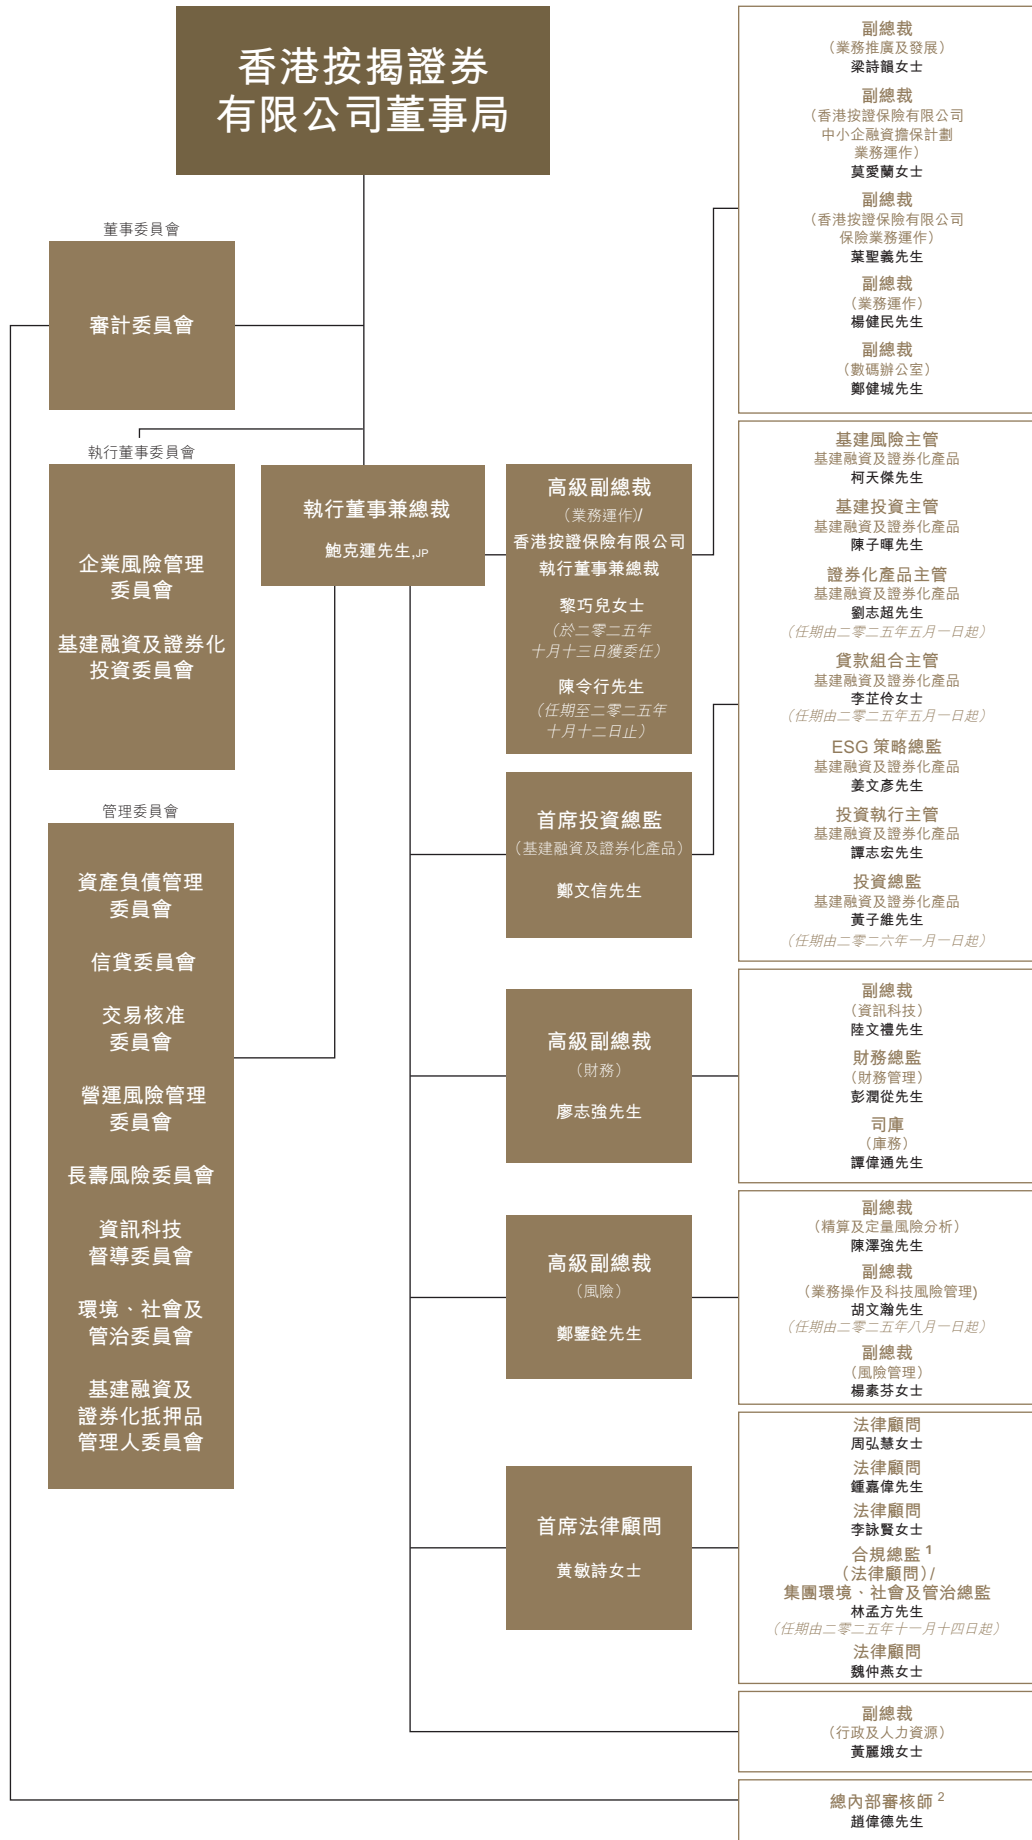 香港按揭證券
有限公司董事局
董事委員會
審計委員會
執行董事委員會
企業風險管理
委員會
基建融資及證券化
投資委員會
管理委員會
資產負債管理
委員會
信貸委員會
交易核准
委員會
營運風險管理
委員會
長壽風險委員會
資訊科技
督導委員會
環境、社會及
管治委員會
基建融資及
證券化抵押品
管理人委員會
執行董事兼總裁
鮑克運先生,JP
高級副總裁
（業務運作)/
香港按證保險有限公司
執行董事兼總裁
黎巧兒女士
（於二零二五年
十月十三日獲委任）
陳令行先生
（任期至二零二五年
十月十二日止）
首席投資總監
（基建融資及證券化產品）
鄭文信先生
高級副總裁
（財務）
廖志強先生
高級副總裁
（風險）
鄭鑒銓先生
首席法律顧問
黄敏詩女士
副總裁
（業務推廣及發展）
梁詩韻女士
副總裁
（香港按證保險有限公司
中小企融資擔保計劃
業務運作）
莫愛蘭女士
副總裁
（香港按證保險有限公司
保險業務運作）
葉聖義先生
副總裁
（業務運作）
楊健民先生
副總裁
（數碼辦公室）
鄭健城先生
基建風險主管
基建融資及證券化產品
柯天傑先生
基建投資主管
基建融資及證券化產品
陳子暉先生
證券化產品主管
基建融資及證券化產品
劉志超先生
（任期由二零二五年五月一日起）
貸款組合主管
基建融資及證券化產品
李芷伶女士
（任期由二零二五年五月一日起）
ESG 策略總監
基建融資及證券化產品
姜文彥先生
投資執行主管
基建融資及證券化產品
譚志宏先生
投資總監
基建融資及證券化產品
黃子維先生
（任期由二零二六年一月一日起）
副總裁
（資訊科技）
陸文禮先生
財務總監
（財務管理）
彭潤從先生
司庫
（庫務）
譚偉通先生
副總裁
（精算及定量風險分析）
陳澤強先生
副總裁
（業務操作及科技風險管理)
胡文瀚先生
（任期由二零二五年八月一日起）
副總裁
（風險管理）
楊素芬女士
法律顧問
周弘慧女士
法律顧問
鍾嘉偉先生
法律顧問
李詠賢女士
合規總監 1
（法律顧問）/
集團環境、社會及管治總監
林孟方先生
（任期由二零二五年十一月十四日起）
法律顧問
魏仲燕女士
副總裁
（行政及人力資源）
黃麗娥女士
總內部審核師 2
趙偉德先生